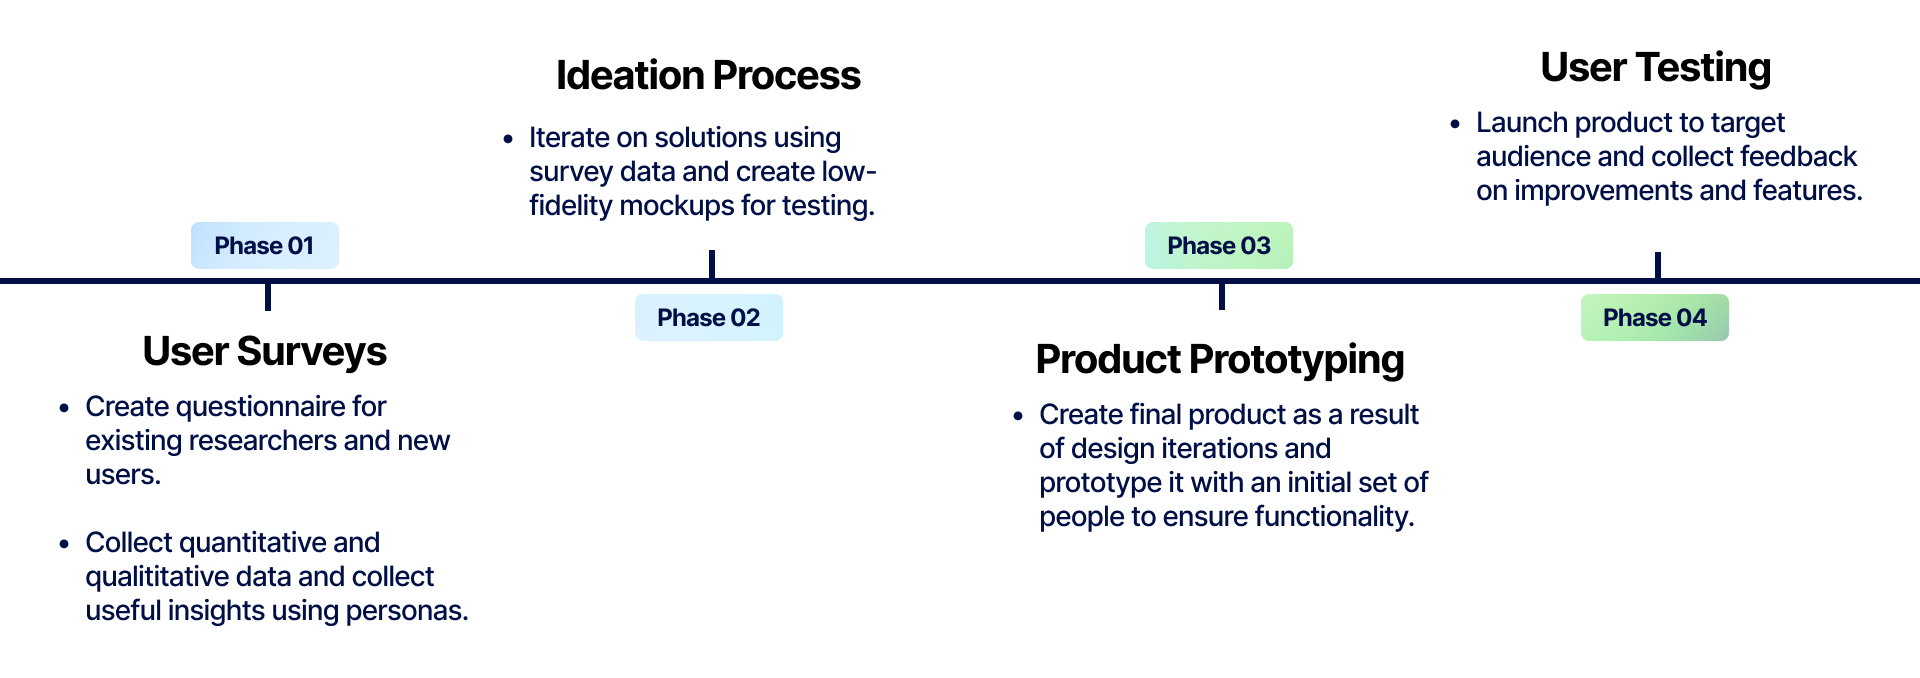 Phase 01
User Surveys
• Create questionnaire for
existing researchers and new
users.
• Collect quantitative and
qualititative data and collect
useful insights using personas.
Ideation Process
• Iterate on solutions using
survey data and create low-
fidelity mockups for testing.
Phase 02
Phase 03
Product Prototyping
• Create final product as a result
of design iterations and
prototype it with an initial set of
people to ensure functionality.
User Testing
• Launch product to target
audience and collect feedback
on improvements and features.
Phase 04